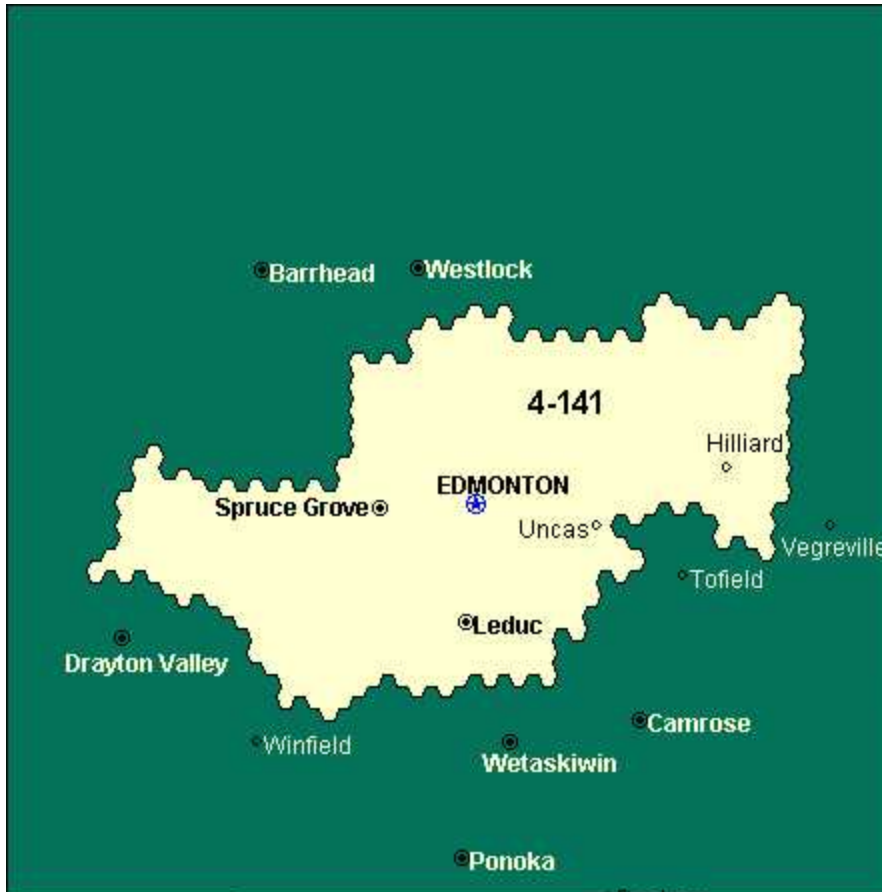 Barrhead
Westlock
4-141
Hilliard
EDMONTON
Spruce Grove
Uncas
Vegreville
Tofield
Leduc
Drayton Valley
Camrose
Winfield
Wetaskiwin
Ponoka